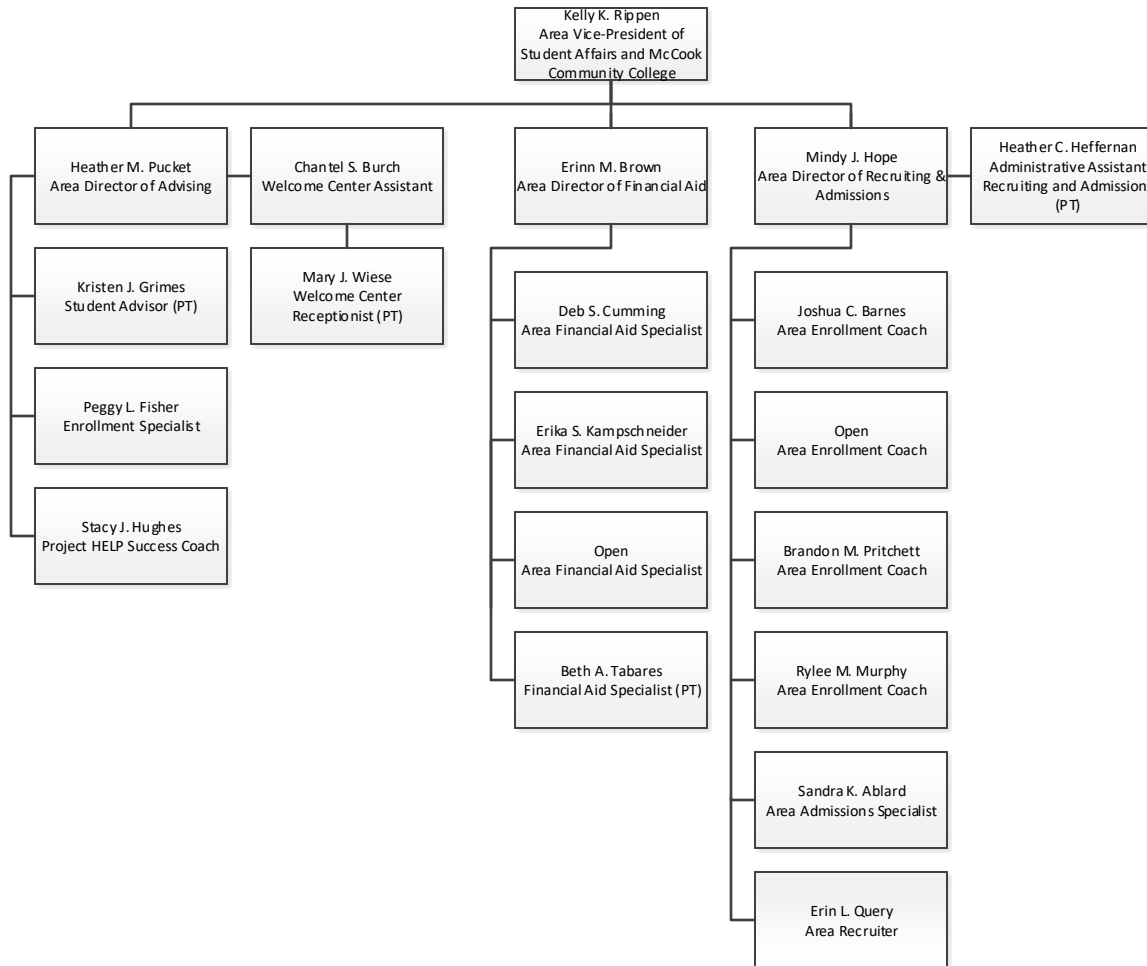 Kelly K. Rippen
Area Vice-President of
Student Affairs and McCook
Community College
Heather M. Pucket
Area Director of Advising
Chantel S. Burch
Welcome Center Assistant
Erinn M. Brown
Area Director of Financial Aid
Mindy J. Hope
Area Director of Recruiting &
Admissions
Heather C. Heffernan
Administrative Assistant
Recruiting and Admission
(PT)
Kristen J. Grimes
Student Advisor (PT)
Mary J. Wiese
Welcome Center
Receptionist (PT)
Peggy L. Fisher
Enrollment Specialist
Stacy J. Hughes
Project HELP Success Coach
Deb S. Cumming
Area Financial Aid Specialist
Erika S. Kampschneider
Area Financial Aid Specialist
Open
Area Financial Aid Specialist
Beth A. Tabares
Financial Aid Specialist (PT)
Joshua C. Barnes
Area Enrollment Coach
Open
Area Enrollment Coach
Brandon M. Pritchett
Area Enrollment Coach
Rylee M. Murphy
Area Enrollment Coach
Sandra K. Ablard
Area Admissions Specialist
Erin L. Query
Area Recruiter